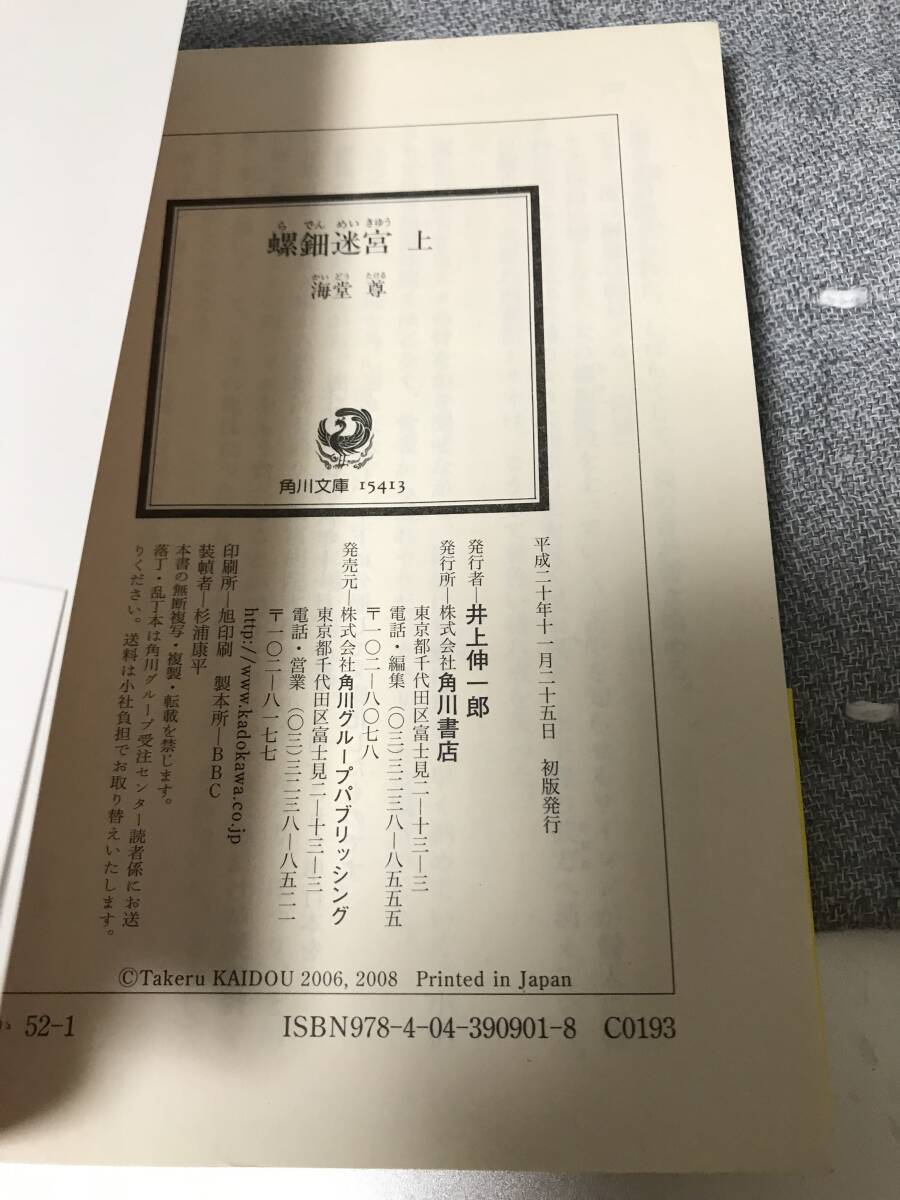 ら でん めい きゆう
螺鈿迷宮 上
かい どう たける
海堂 尊
角川文庫 15413
平成二十年十一月二十五日 初版発行
発行者―井上伸一郎
発行所―株式会社角川書店
東京都千代田区富士見二―十三―三
電話・編集 (〇三)三二三八―八五五五
〒一〇二―八〇七八
発売元―株式会社角川グループパブリッシング
東京都千代田区富士見二―十三―三
電話・営業 (〇三)三二三八―八五二一
〒一〇二―八一七七
http://www.kadokawa.co.jp
印刷所―旭印刷 製本所―BBC
装幀者―杉浦康平
本書の無断複写・複製・転載を禁じます。
落丁・乱丁本は角川グループ受注センター読者係にお送
りください。送料は小社負担でお取り替えいたします。
©Takeru KAIDOU 2006, 2008 Printed in Japan
52-1
ISBN978-4-04-390901-8 C0193